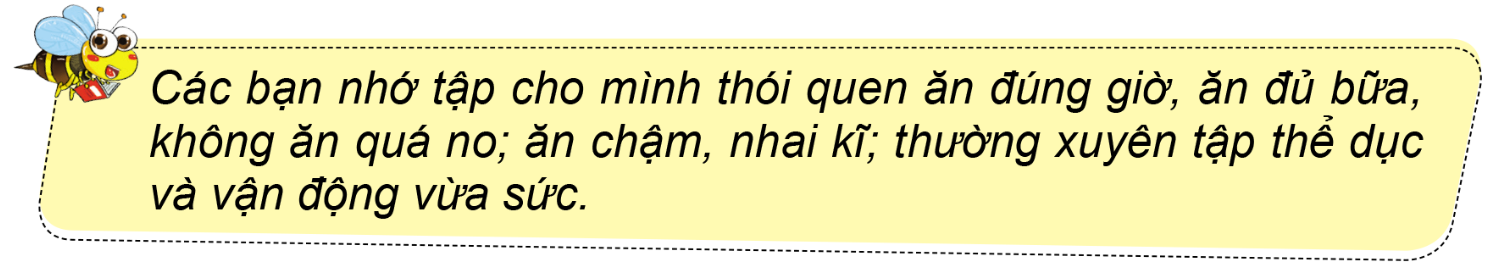 Các bạn nhớ tập cho mình thói quen ăn đúng giờ, ăn đủ bữa,
không ăn quá no; ăn chậm, nhai kĩ; thường xuyên tập thể dục
và vận động vừa sức.